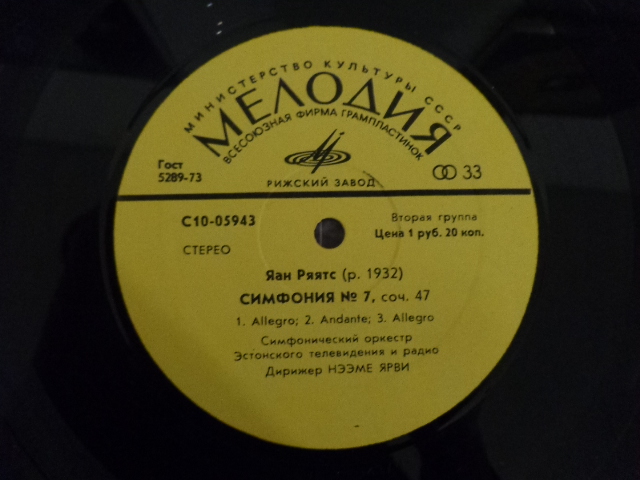 МИНИСТЕРСТВО КУЛЬТУРЫ СССР
МЕЛОДИЯ
ВСЕСОЮЗНАЯ ФИРМА ГРАМПЛАСТИНОК
Гост
5289-73
РИЖСКИЙ ЗАВОД
33
С10-05943
СТЕРЕО
Вторая группа
Цена 1 руб. 20 коп.
Яан Ряятс (р. 1932)
СИМФОНИЯ № 7, соч. 47
1. Allegro; 2. Andante; 3. Allegro
Симфонический оркестр
Эстонского телевидения и радио
Дирижер НЭЭМЕ ЯРВИ